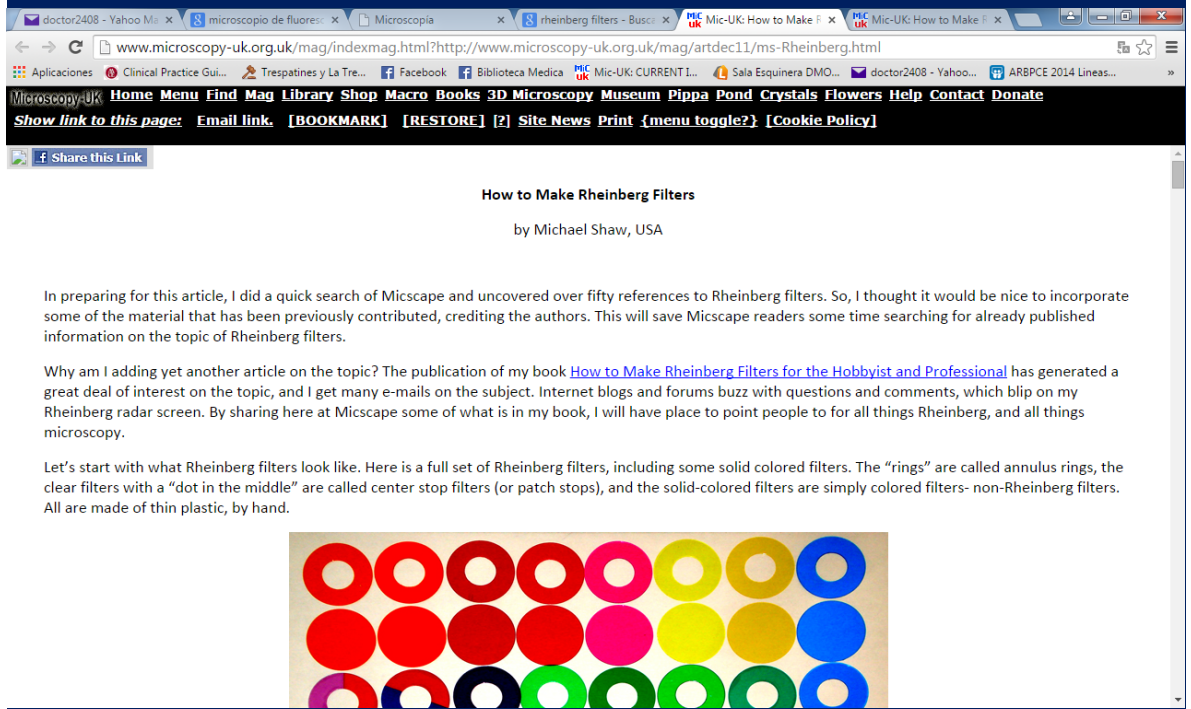 doctor2408 - Yahoo Ma
microscopio de fluoresc
Microscopía
rheinberg filters - Busca
Mic-UK: How to Make R
Mic-UK: How to Make R
www.microscopy-uk.org.uk/mag/indexmag.html?http://www.microscopy-uk.org.uk/mag/artdec11/ms-Rheinberg.html
Aplicaciones Clinical Practice Gui... Trespatines y La Tre... Facebook Biblioteca Medica Mic-UK: CURRENT I... Sala Esquinera DMO... doctor2408 - Yahoo... ARBPCE 2014 Lineas... »
Microscopy-UK Home Menu Find Mag Library Shop Macro Books 3D Microscopy Museum Pippa Pond Crystals Flowers Help Contact Donate
Show link to this page: Email link. [BOOKMARK] [RESTORE] [?] Site News Print {menu toggle?} [Cookie Policy]
Share this Link
How to Make Rheinberg Filters
by Michael Shaw, USA
In preparing for this article, I did a quick search of Micscape and uncovered over fifty references to Rheinberg filters. So, I thought it would be nice to incorporate
some of the material that has been previously contributed, crediting the authors. This will save Micscape readers some time searching for already published
information on the topic of Rheinberg filters.
Why am I adding yet another article on the topic? The publication of my book How to Make Rheinberg Filters for the Hobbyist and Professional has generated a
great deal of interest on the topic, and I get many e-mails on the subject. Internet blogs and forums buzz with questions and comments, which blip on my
Rheinberg radar screen. By sharing here at Micscape some of what is in my book, I will have place to point people to for all things Rheinberg, and all things
microscopy.
Let's start with what Rheinberg filters look like. Here is a full set of Rheinberg filters, including some solid colored filters. The “rings” are called annulus rings, the
clear filters with a “dot in the middle” are called center stop filters (or patch stops), and the solid-colored filters are simply colored filters- non-Rheinberg filters.
All are made of thin plastic, by hand.